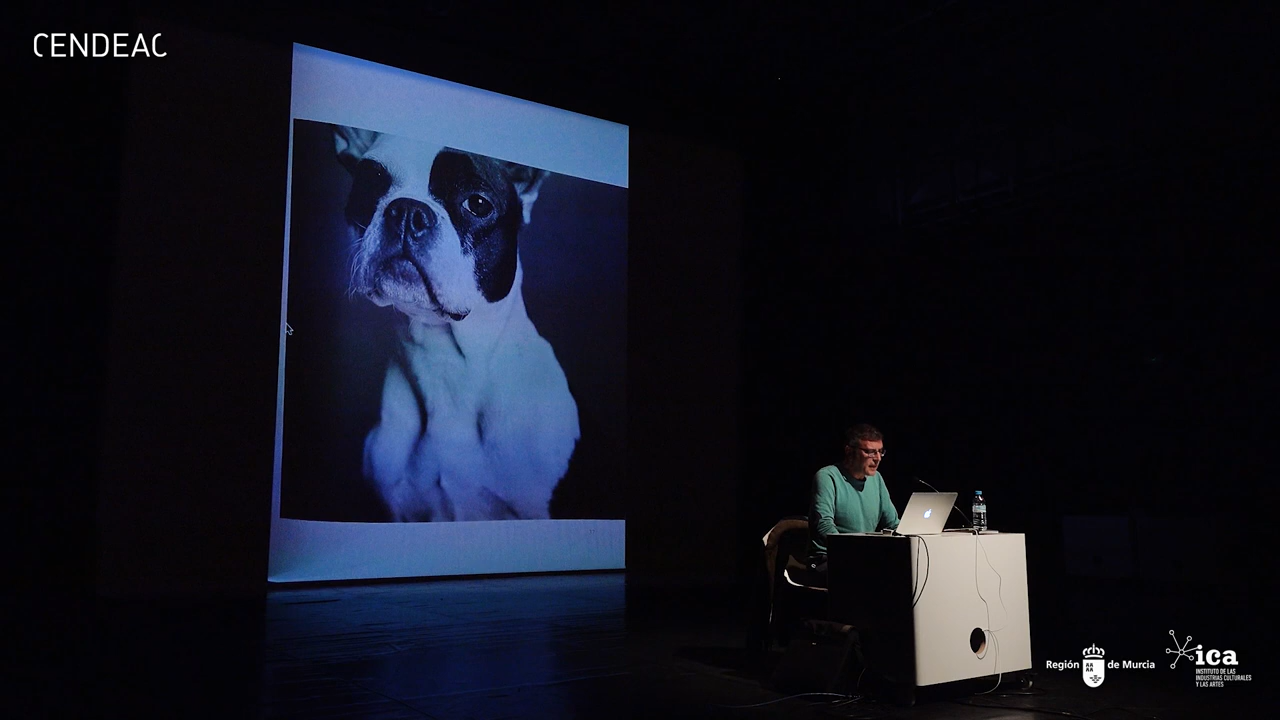 CENDEAC
Región de Murcia
ica
INSTITUTO DE LAS
INDUSTRIAS CULTURALES
Y LAS ARTES